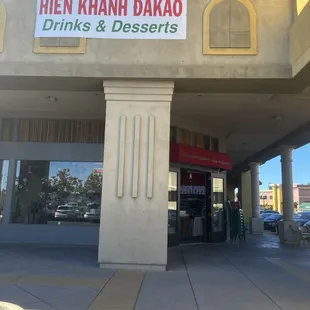 HIEN KHANH DAKAO
Drinks & Desserts